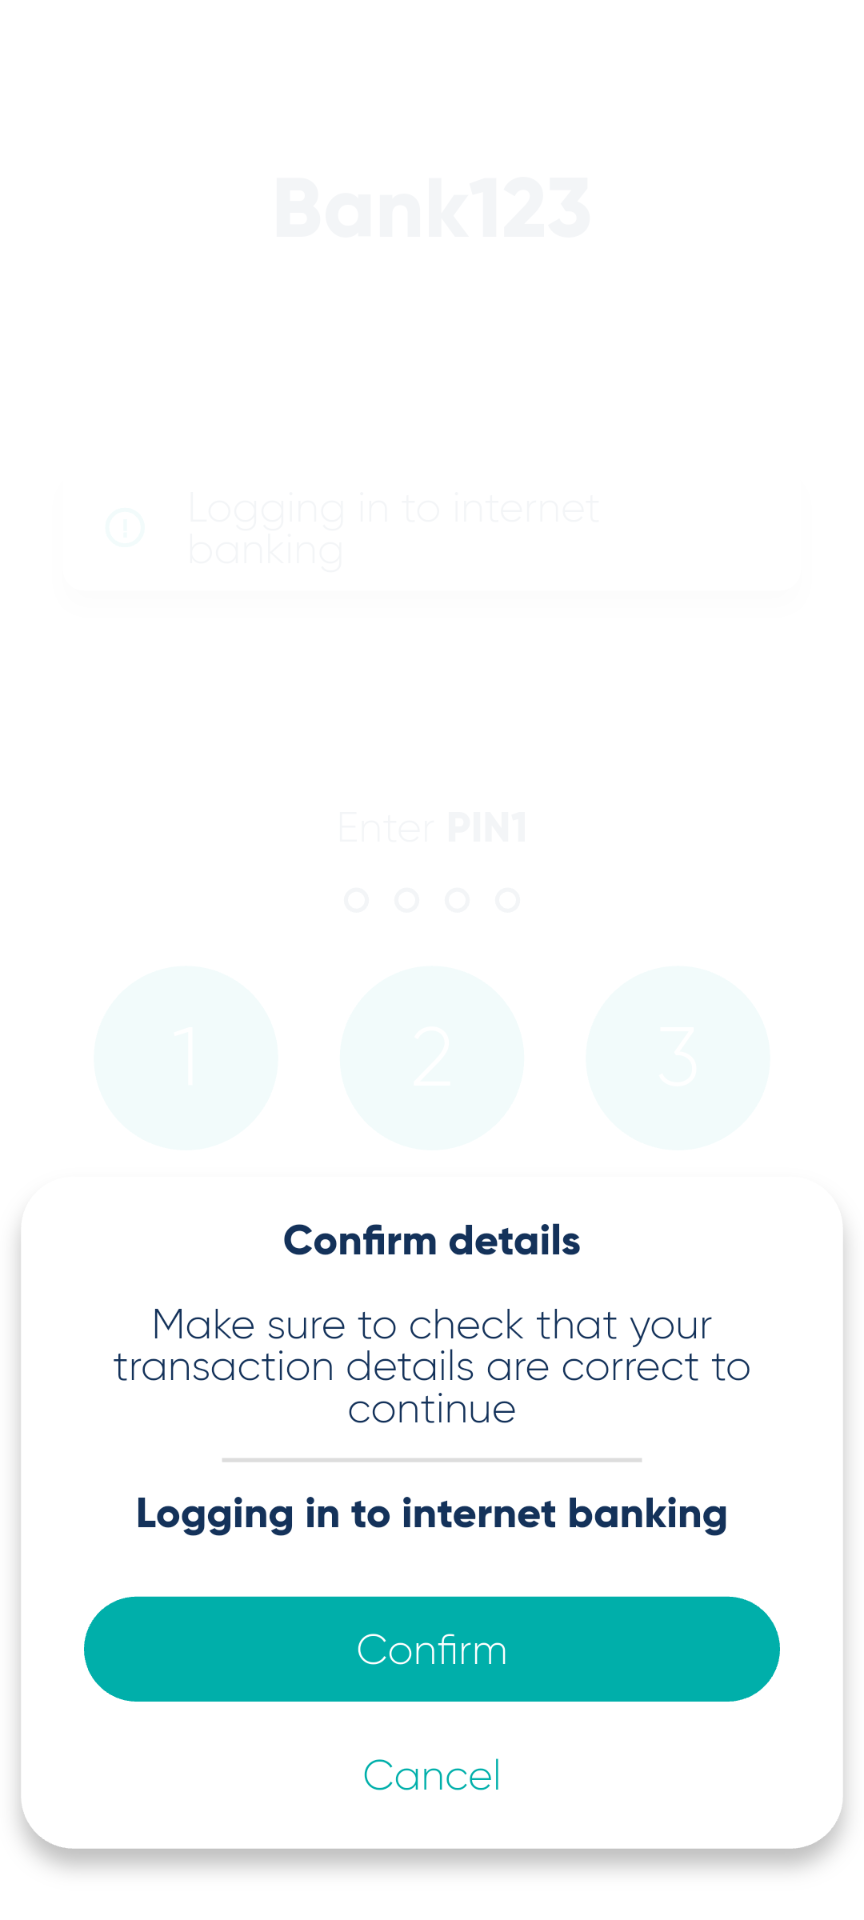 Bank123
Logging in to internet
banking
Enter PIN1
1 2 3
Confirm details
Make sure to check that your
transaction details are correct to
continue
Logging in to internet banking
Confirm
Cancel